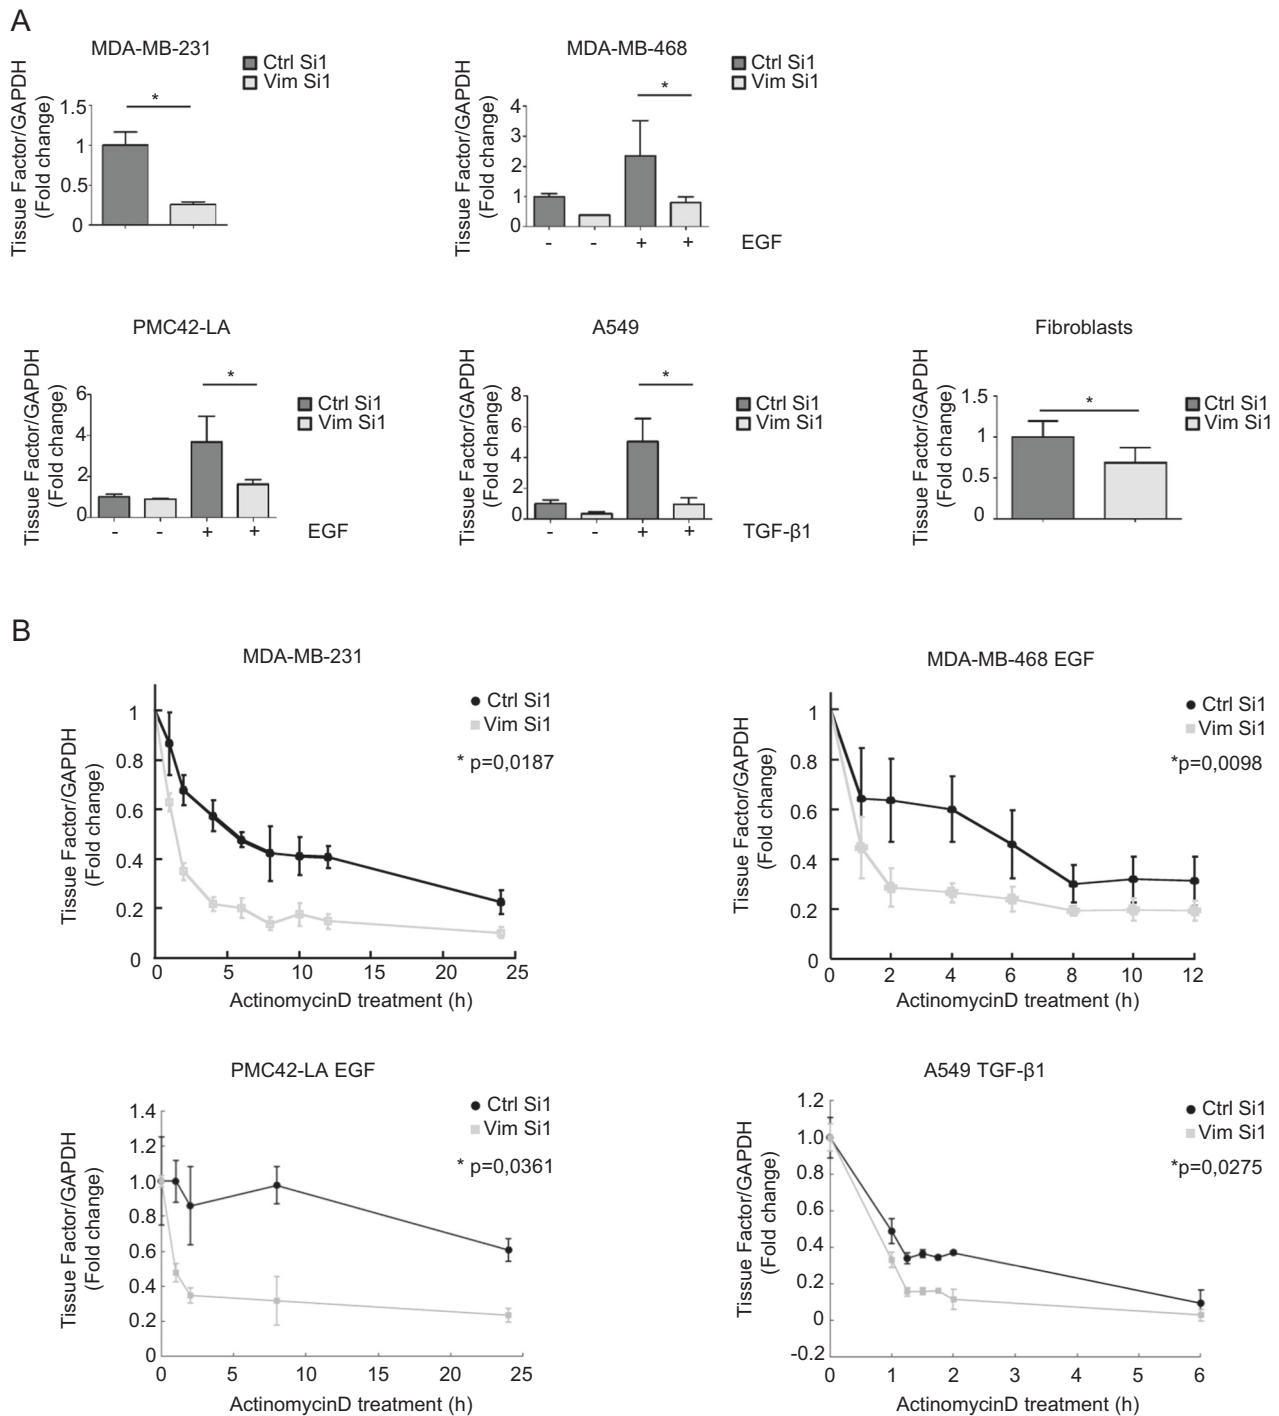 A
MDA-MB-231
Ctrl Si1
Vim Si1
Tissue Factor/GAPDH
(Fold change)
1.5
*
1
0.5
0
MDA-MB-468
Ctrl Si1
Vim Si1
Tissue Factor/GAPDH
(Fold change)
4
*
3
2
1
0
- - + + EGF
PMC42-LA
Ctrl Si1
Vim Si1
Tissue Factor/GAPDH
(Fold change)
6
*
4
2
0
- - + + EGF
A549
Ctrl Si1
Vim Si1
Tissue Factor/GAPDH
(Fold change)
8
*
6
4
2
0
- - + + TGF-β1
Fibroblasts
Ctrl Si1
Vim Si1
Tissue Factor/GAPDH
(Fold change)
1.5
*
1
0.5
0
B
MDA-MB-231
Ctrl Si1
Vim Si1
* p=0,0187
Tissue Factor/GAPDH
(Fold change)
1
0.8
0.6
0.4
0.2
0
0 5 10 15 20 25
ActinomycinD treatment (h)
MDA-MB-468 EGF
Ctrl Si1
Vim Si1
*p=0,0098
Tissue Factor/GAPDH
(Fold change)
1
0.8
0.6
0.4
0.2
0
0 2 4 6 8 10 12
ActinomycinD treatment (h)
PMC42-LA EGF
Ctrl Si1
Vim Si1
* p=0,0361
Tissue Factor/GAPDH
(Fold change)
1.4
1.2
1.0
0.8
0.6
0.4
0.2
0
0 5 10 15 20 25
ActinomycinD treatment (h)
A549 TGF-β1
Ctrl Si1
Vim Si1
*p=0,0275
Tissue Factor/GAPDH
(Fold change)
1.2
1.0
0.8
0.6
0.4
0.2
0
-0.2
0 1 2 3 4 5 6
ActinomycinD treatment (h)